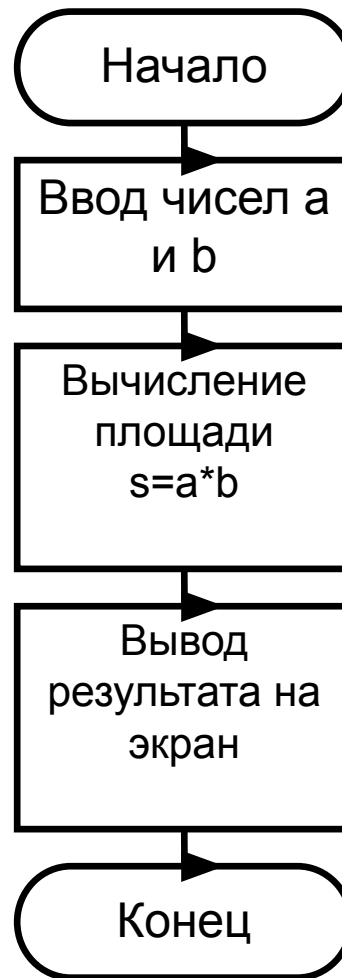 Начало
Ввод чисел a
и b
Вычисление
площади
s=a*b
Вывод
результата на
экран
Конец